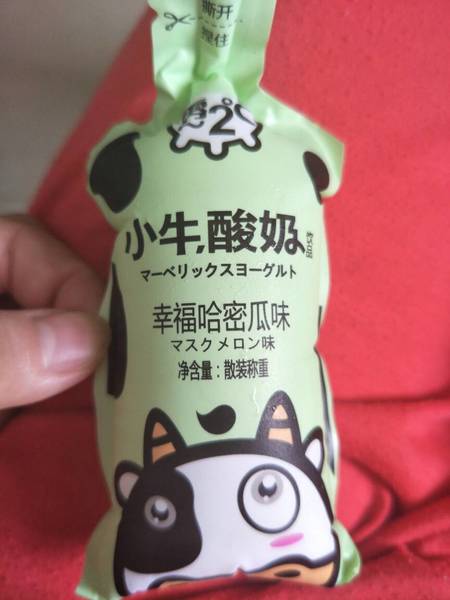 撕开
捏住
2°
小牛酸奶
マーベリックスヨーグルト
幸福哈密瓜味
マスクメロン味
净含量：散装称重